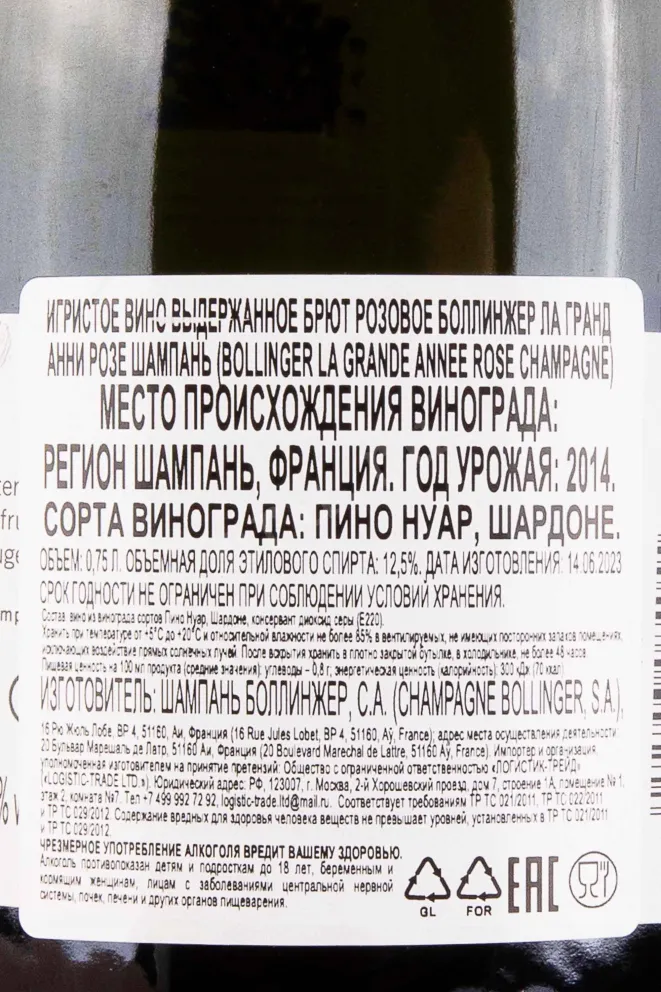 ИГРИСТОЕ ВИНО ВЫДЕРЖАННОЕ БРЮТ РОЗОВОЕ БОЛЛИНЖЕР ЛА ГРАНД
АННИ РОЗЕ ШАМПАНЬ (BOLLINGER LA GRANDE ANNEE ROSE CHAMPAGNE)
МЕСТО ПРОИСХОЖДЕНИЯ ВИНОГРАДА:
РЕГИОН ШАМПАНЬ, ФРАНЦИЯ. ГОД УРОЖАЯ: 2014.
СОРТА ВИНОГРАДА: ПИНО НУАР, ШАРДОНЕ.
ОБЪЕМ: 0,75 Л. ОБЪЕМНАЯ ДОЛЯ ЭТИЛОВОГО СПИРТА: 12,5%. ДАТА ИЗГОТОВЛЕНИЯ: 14.06.2023
СРОК ГОДНОСТИ НЕ ОГРАНИЧЕН ПРИ СОБЛЮДЕНИИ УСЛОВИЙ ХРАНЕНИЯ.
Состав: вино из винограда сортов Пино Нуар, Шардоне, консервант диоксид серы (Е220).
Хранить при температуре от +5°С до +20°С и относительной влажности не более 85% в вентилируемых, не имеющих посторонних запахов помещениях,
исключающих воздействие прямых солнечных лучей. После вскрытия хранить в плотно закрытой бутылке, в холодильнике, не более 48 часов.
Пищевая ценность на 100 мл продукта (средние значения): углеводы – 0,8 г; энергетическая ценность (калорийность): 300 кДж (70 ккал)
ИЗГОТОВИТЕЛЬ: ШАМПАНЬ БОЛЛИНЖЕР, С.А. (CHAMPAGNE BOLLINGER, S.A.),
16 Рю Жюль Лобе, ВР 4, 51160, Аи, Франция (16 Rue Jules Lobet, BP 4, 51160, Aÿ, France); адрес места осуществления деятельности:
20 Бульвар Марешаль де Латр, 51160 Аи, Франция (20 Boulevard Marechal de Lattre, 51160 Aÿ, France). Импортер и организация,
уполномоченная изготовителем на принятие претензий: Общество с ограниченной ответственностью «ЛОГИСТИК-ТРЕЙД»
(«LOGISTIC-TRADE LTD.»). Юридический адрес: РФ, 123007, г. Москва, 2-й Хорошевский проезд, дом 7, строение 1А, помещение № 1,
этаж 2, комната №7. Тел +7 499 992 72 92, logistic-trade.ltd@mail.ru. Соответствует требованиям ТР ТС 021/2011, ТР ТС 022/2011
и ТР ТС 029/2012. Содержание вредных для здоровья человека веществ не превышает уровней, установленных в ТР ТС 021/2011
и ТР ТС 029/2012.
ЧРЕЗМЕРНОЕ УПОТРЕБЛЕНИЕ АЛКОГОЛЯ ВРЕДИТ ВАШЕМУ ЗДОРОВЬЮ.
Алкоголь противопоказан детям и подросткам до 18 лет, беременным и
кормящим женщинам, лицам с заболеваниями центральной нервной
системы, почек, печени и других органов пищеварения.
GL FOR EAC